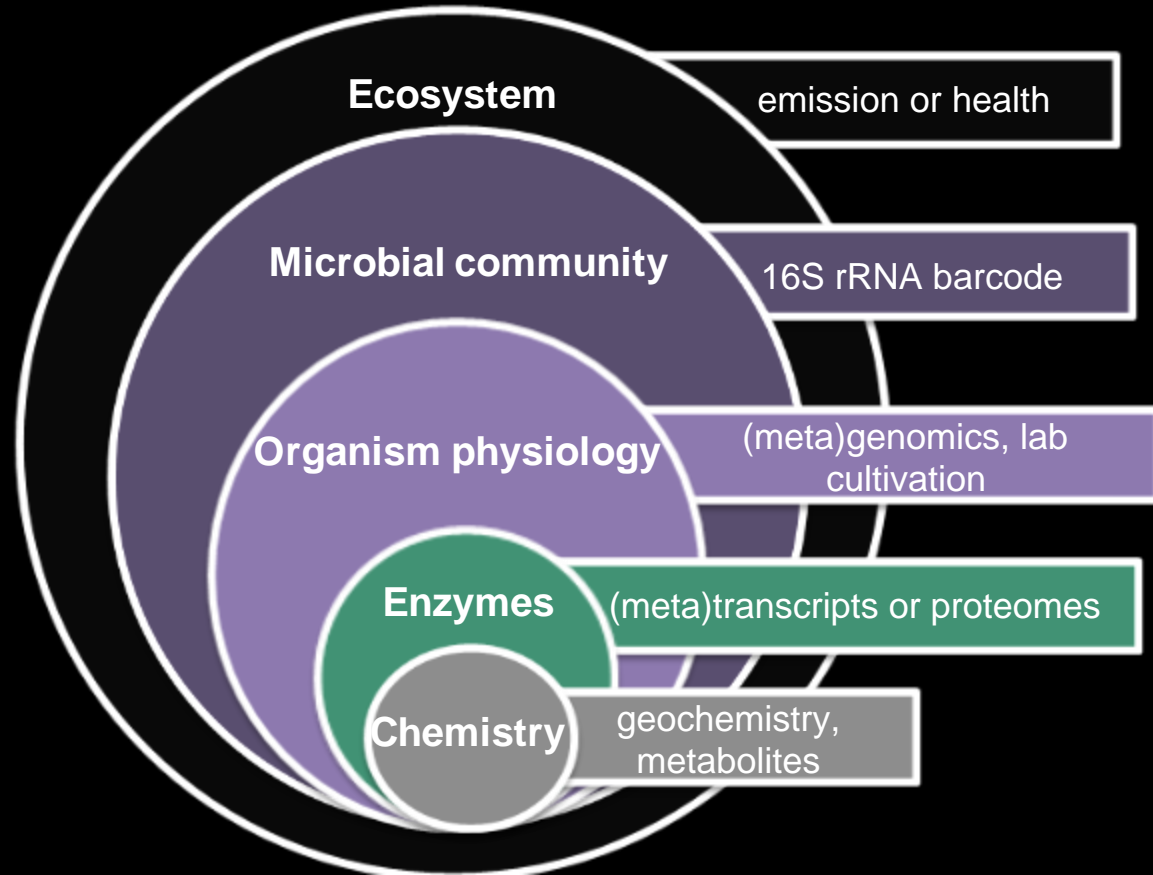 Ecosystem
emission or health
Microbial community
16S rRNA barcode
Organism physiology
(meta)genomics, lab
cultivation
Enzymes
(meta)transcripts or proteomes
Chemistry
geochemistry,
metabolites